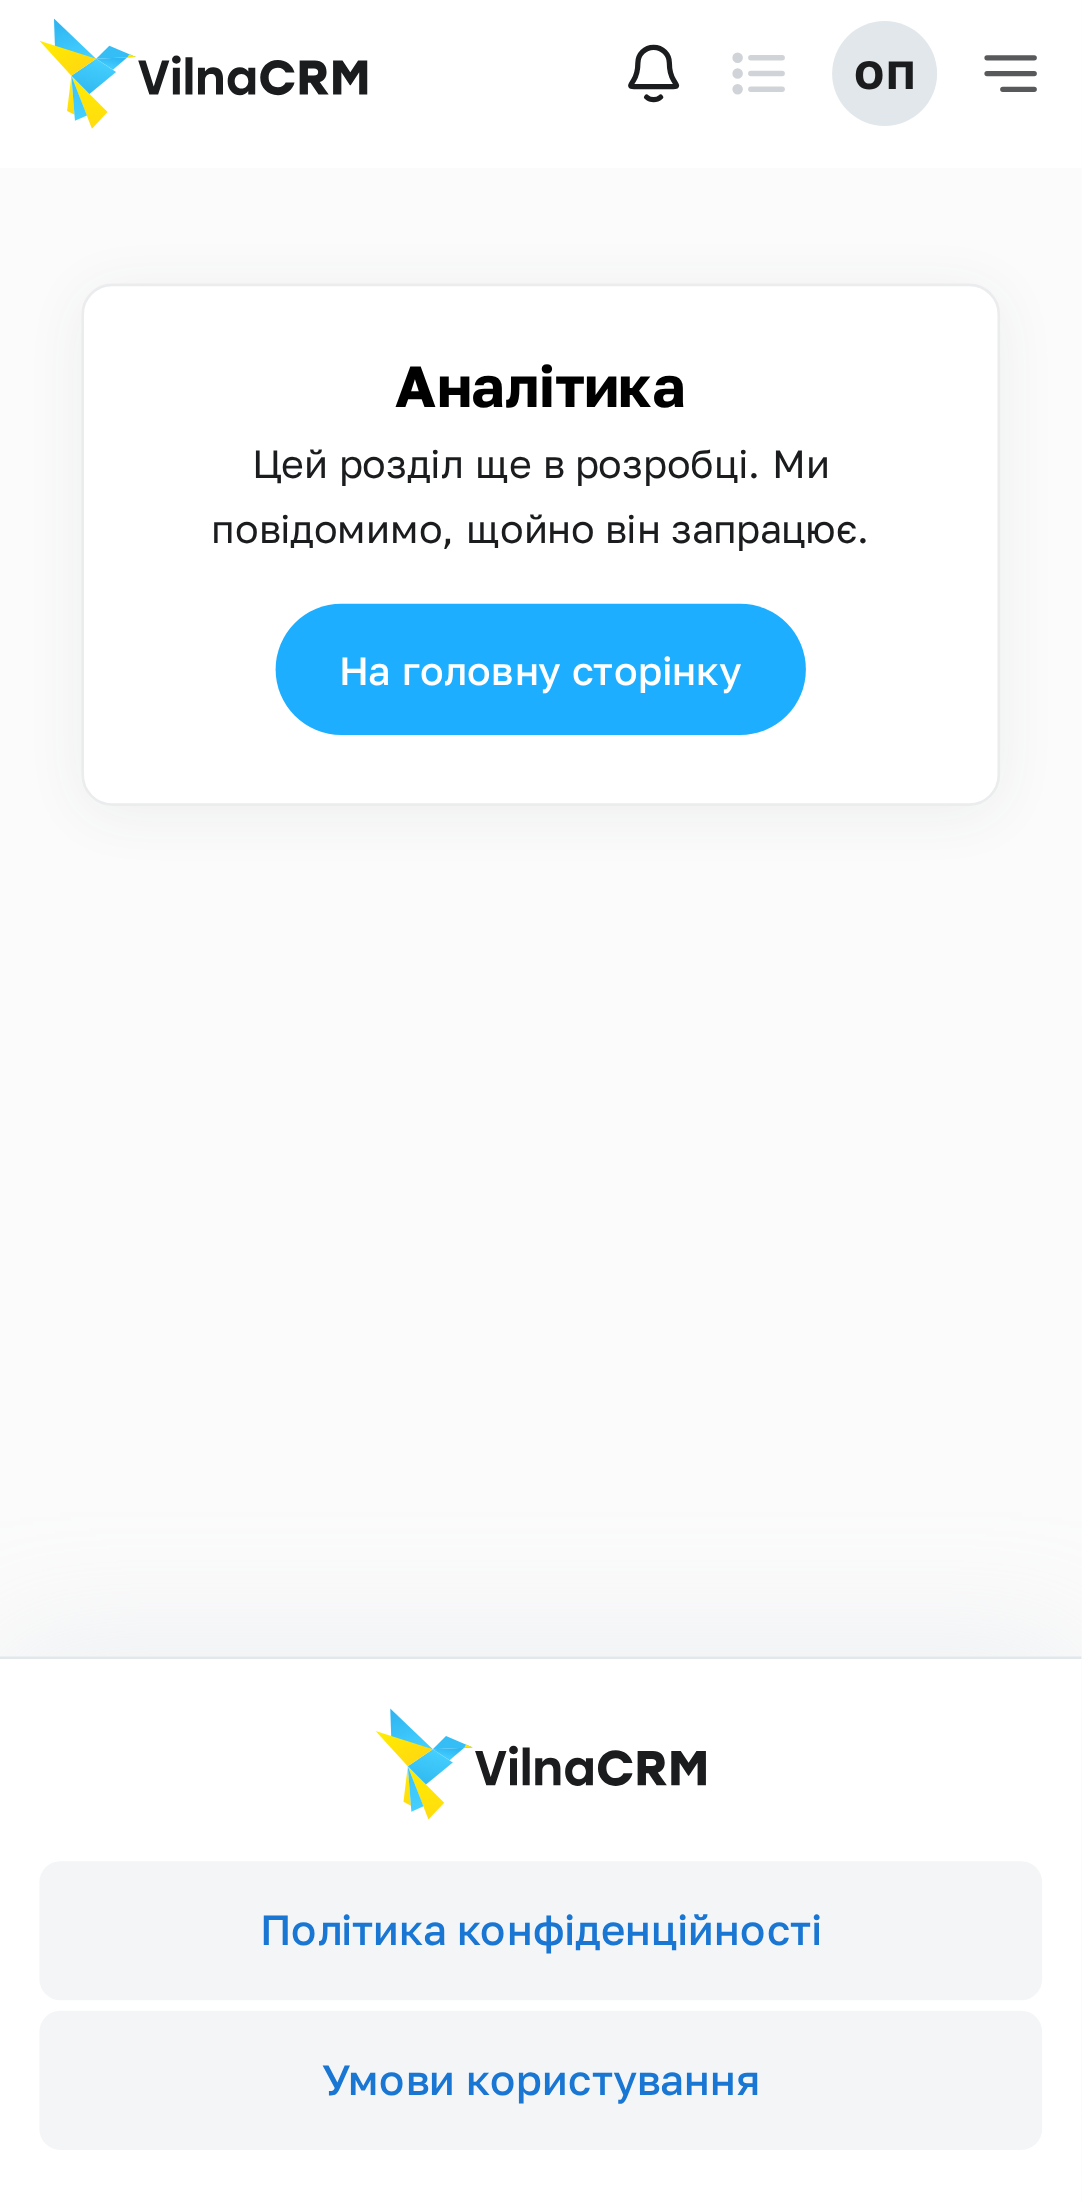 VilnaCRM
ОП
Аналітика
Цей розділ ще в розробці. Ми
повідомимо, щойно він запрацює.
На головну сторінку
VilnaCRM
Політика конфіденційності
Умови користування